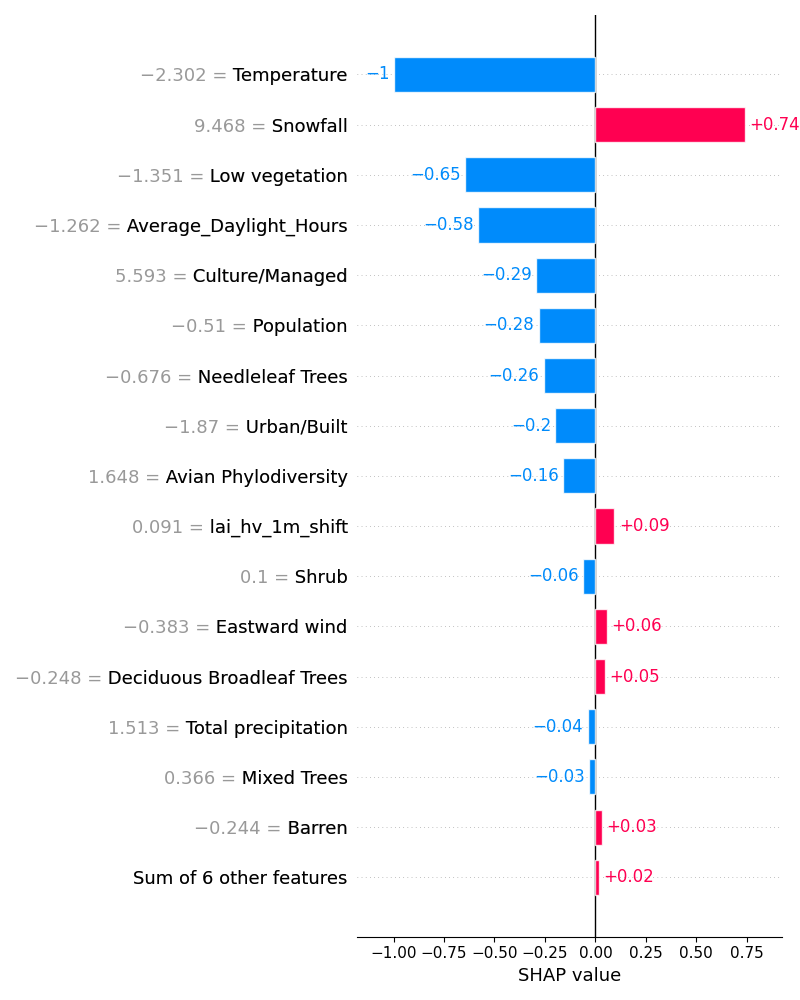 −2.302 = Temperature −1
9.468 = Snowfall +0.74
−1.351 = Low vegetation −0.65
−1.262 = Average_Daylight_Hours −0.58
5.593 = Culture/Managed −0.29
−0.51 = Population −0.28
−0.676 = Needleleaf Trees −0.26
−1.87 = Urban/Built −0.2
1.648 = Avian Phylodiversity −0.16
0.091 = lai_hv_1m_shift +0.09
0.1 = Shrub −0.06
−0.383 = Eastward wind +0.06
−0.248 = Deciduous Broadleaf Trees +0.05
1.513 = Total precipitation −0.04
0.366 = Mixed Trees −0.03
−0.244 = Barren +0.03
Sum of 6 other features +0.02
−1.00 −0.75 −0.50 −0.25 0.00 0.25 0.50 0.75
SHAP value